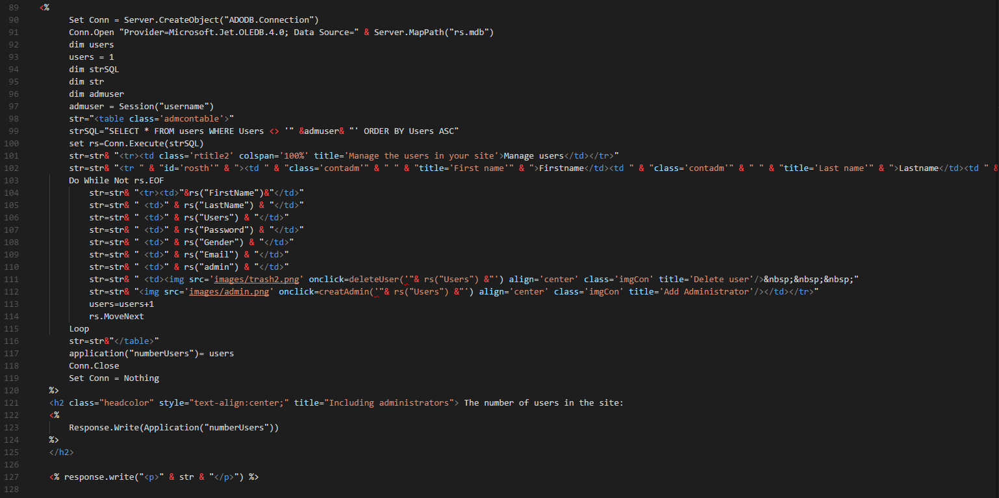 89 <%
90 Set Conn = Server.CreateObject("ADODB.Connection")
91 Conn.Open "Provider=Microsoft.Jet.OLEDB.4.0; Data Source=" & Server.MapPath("rs.mdb")
92 dim users
93 users = 1
94 dim strSQL
95 dim str
96 dim admuser
97 admuser = Session("username")
98 str="<table class='admcontable'>"
99 strSQL="SELECT * FROM users WHERE Users <> '" &admuser& "' ORDER BY Users ASC"
100 set rs=Conn.Execute(strSQL)
101 str=str& "<tr><td class='rtitle2' colspan='100%' title='Manage the users in your site'>Manage users</td></tr>"
102 str=str& "<tr " & "id='rosth'" & "><td " & "class='contadm'" & " " & "title='First name'" & ">Firstname</td><td " & "class='contadm'" & " " & "title='Last name'" & ">Lastname</td><td " &
103 Do While Not rs.EOF
104 str=str& "<tr><td>"&rs("FirstName")&"</td>"
105 str=str& " <td>" & rs("LastName") & "</td>"
106 str=str& " <td>" & rs("Users") & "</td>"
107 str=str& " <td>" & rs("Password") & "</td>"
108 str=str& " <td>" & rs("Gender") & "</td>"
109 str=str& " <td>" & rs("Email") & "</td>"
110 str=str& " <td>" & rs("admin") & "</td>"
111 str=str& " <td><img src='images/trash2.png' onclick=deleteUser('"& rs("Users") &"') align='center' class='imgCon' title='Delete user'/>&nbsp;&nbsp;&nbsp;"
112 str=str& "<img src='images/admin.png' onclick=creatAdmin('"& rs("Users") &"') align='center' class='imgCon' title='Add Administrator'/></td></tr>"
113 users=users+1
114 rs.MoveNext
115 Loop
116 str=str&"</table>"
117 application("numberUsers")= users
118 Conn.Close
119 Set Conn = Nothing
120 %>
121 <h2 class="headcolor" style="text-align:center;" title="Including administrators"> The number of users in the site:
122 <%
123 Response.Write(Application("numberUsers"))
124 %>
125 </h2>
126
127 <% response.write("<p>" & str & "</p>") %>
128